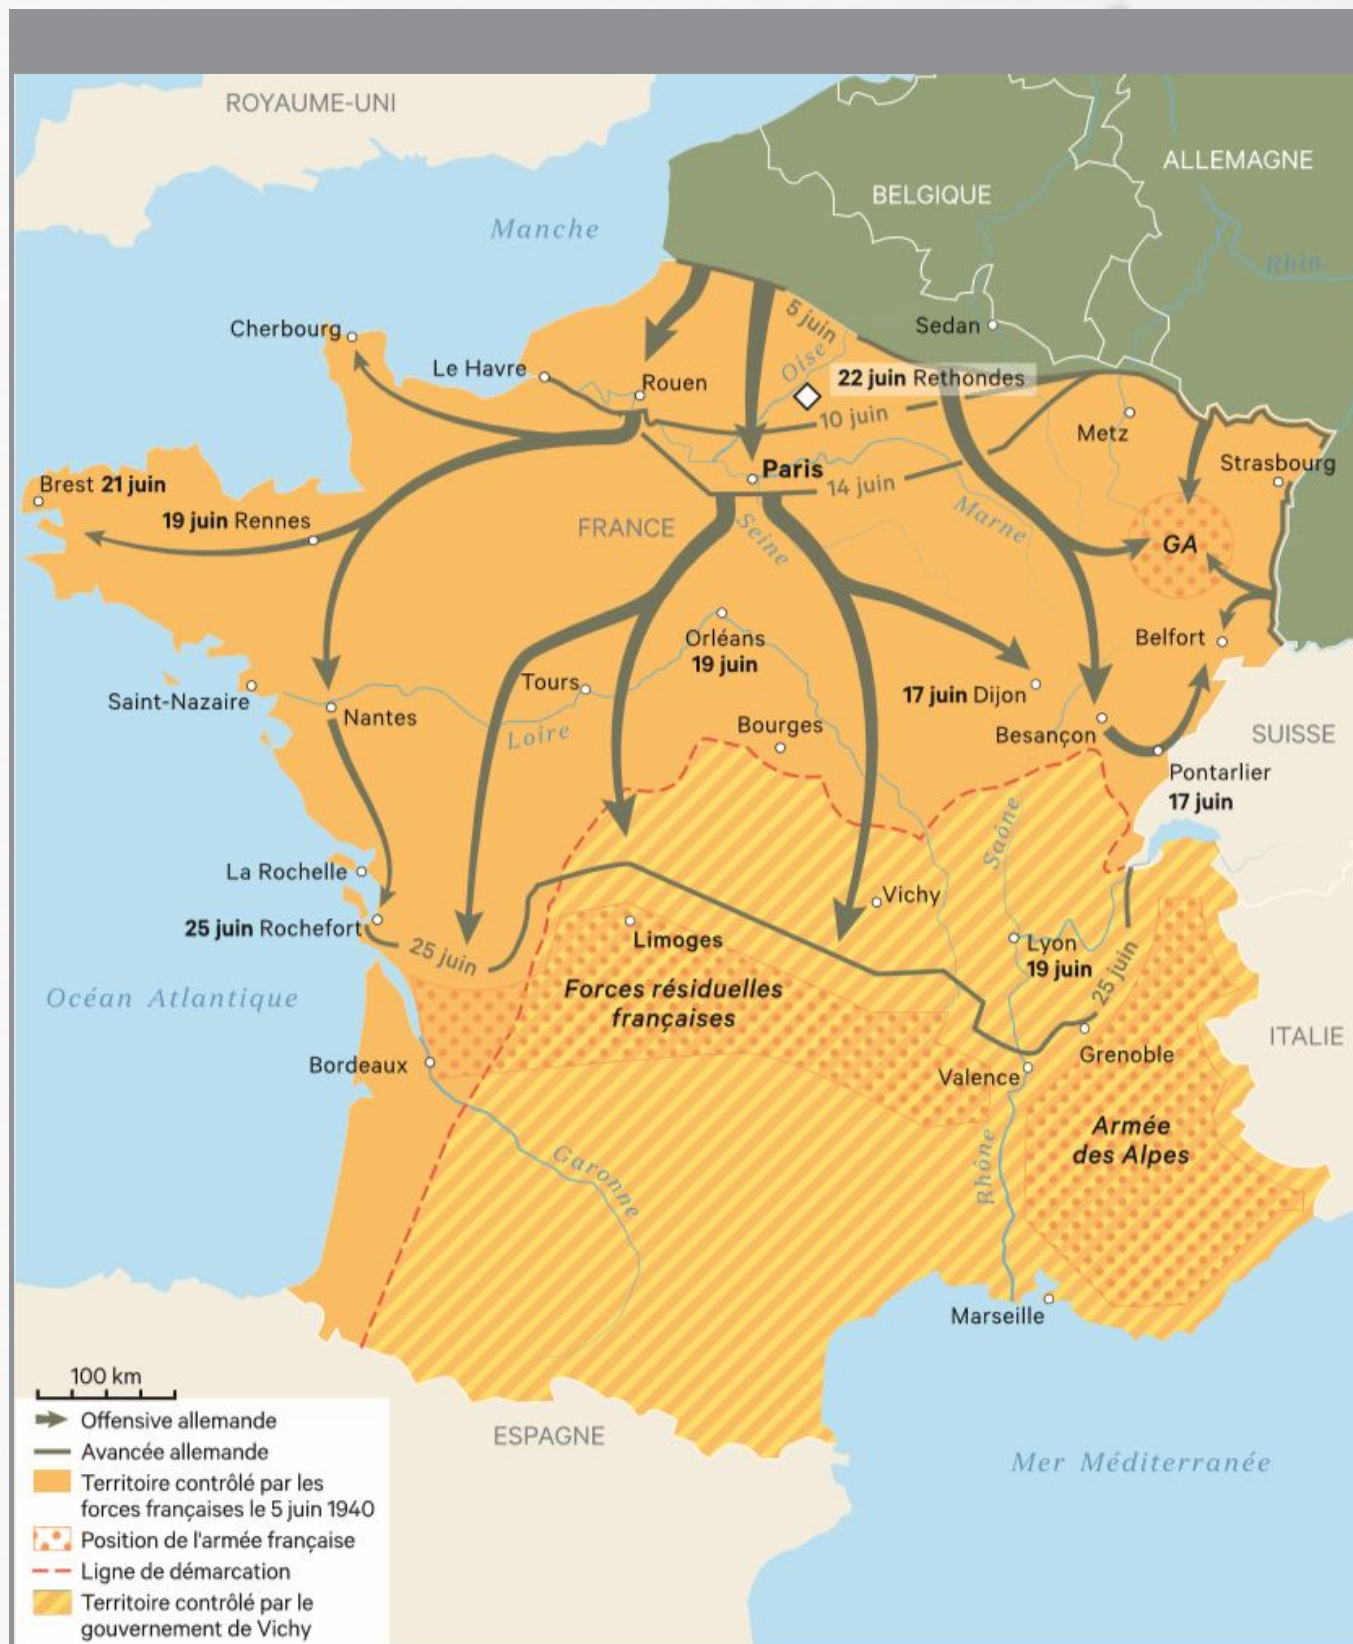 ROYAUME-UNI
ALLEMAGNE
BELGIQUE
Manche
Rhin
5 juin
Sedan
Cherbourg
Oise
Le Havre
22 juin Rethondes
Rouen
10 juin
Metz
Paris
Strasbourg
Brest 21 juin
14 juin
19 juin Rennes
Marne
FRANCE
Seine
GA
Orléans
19 juin
Belfort
Tours
17 juin Dijon
Saint-Nazaire
Nantes
Loire
Bourges
Besançon
SUISSE
Pontarlier
17 juin
Saône
La Rochelle
Vichy
25 juin Rochefort
Limoges
Lyon
19 juin
25 juin
25 juin
Océan Atlantique
Forces résiduelles
françaises
ITALIE
Bordeaux
Grenoble
Valence
Armée
des Alpes
Garonne
Rhône
Marseille
100 km
Offensive allemande
Avancée allemande
Territoire contrôlé par les
forces françaises le 5 juin 1940
Position de l'armée française
Ligne de démarcation
Territoire contrôlé par le
gouvernement de Vichy
ESPAGNE
Mer Méditerranée